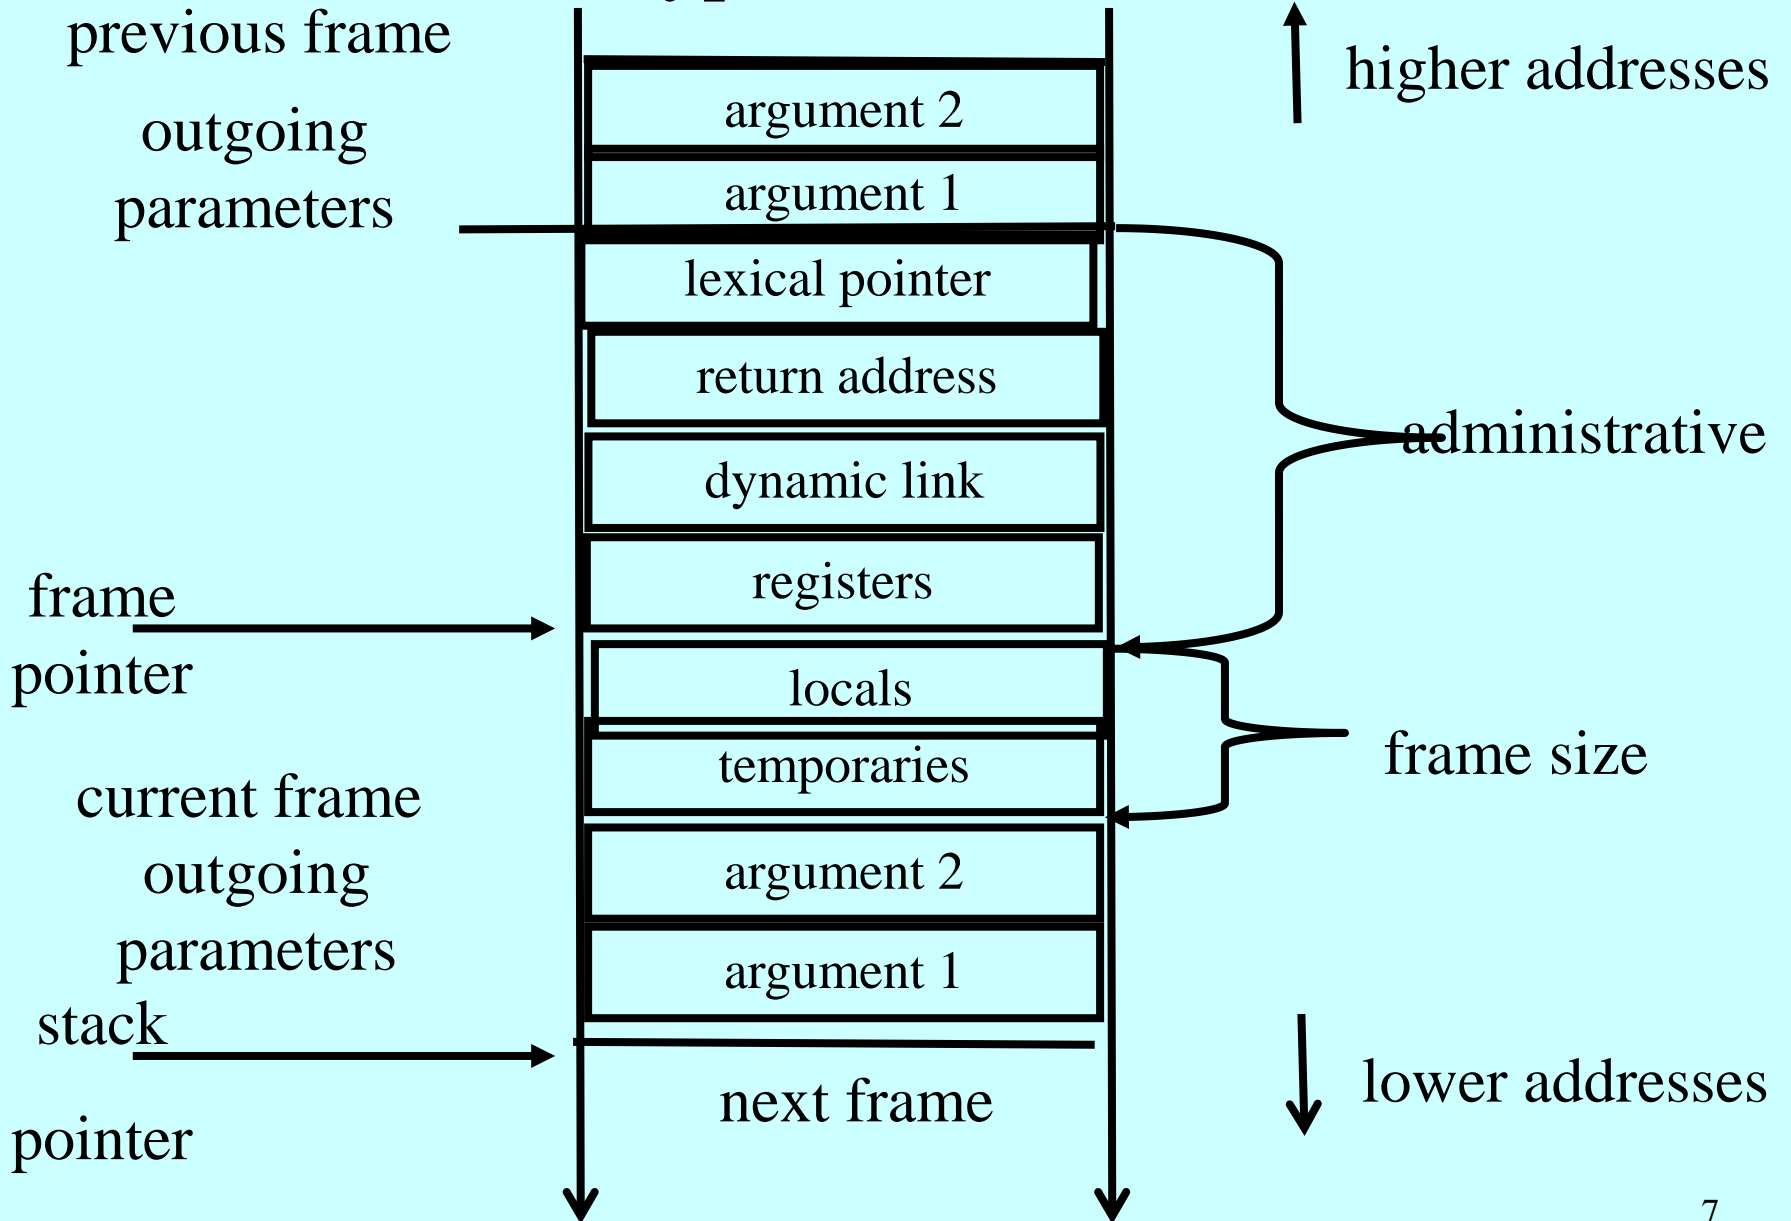 previous frame
higher addresses
argument 2
outgoing
parameters
argument 1
lexical pointer
return address
administrative
dynamic link
registers
frame
pointer
locals
frame size
temporaries
current frame
outgoing
parameters
argument 2
argument 1
stack
pointer
next frame
lower addresses
7